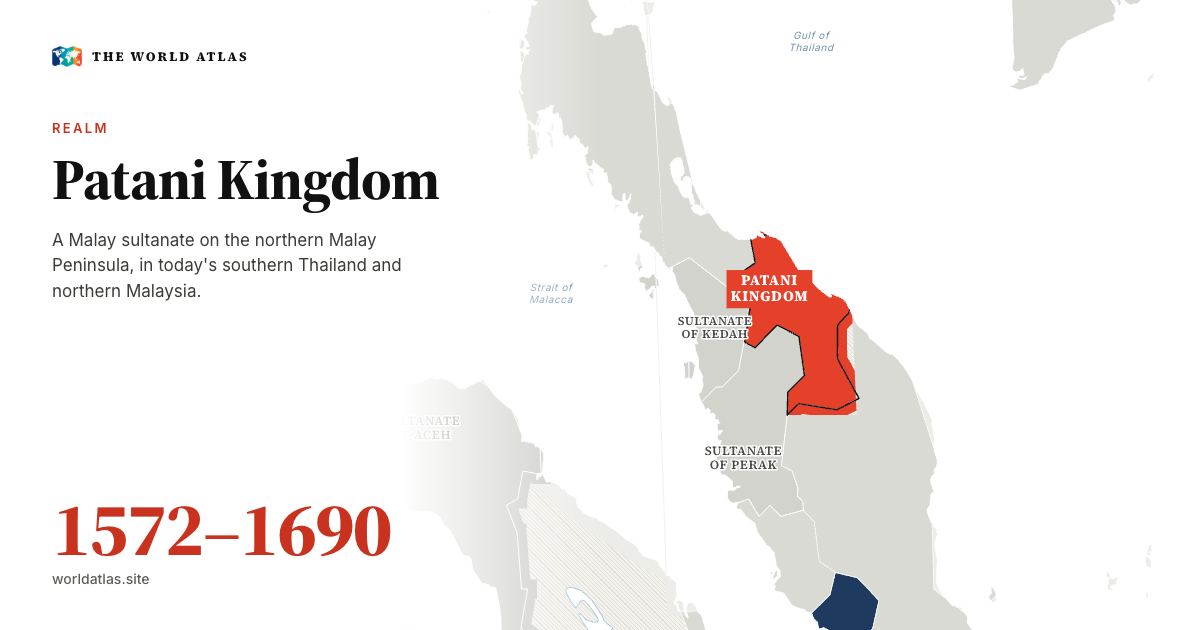 THE WORLD ATLAS
REALM
Patani Kingdom
A Malay sultanate on the northern Malay
Peninsula, in today's southern Thailand and
northern Malaysia.
1572–1690
worldatlas.site
Gulf of
Thailand
Strait of
Malacca
PATANI
KINGDOM
SULTANATE
OF KEDAH
SULTANATE
OF PERAK
ACEH